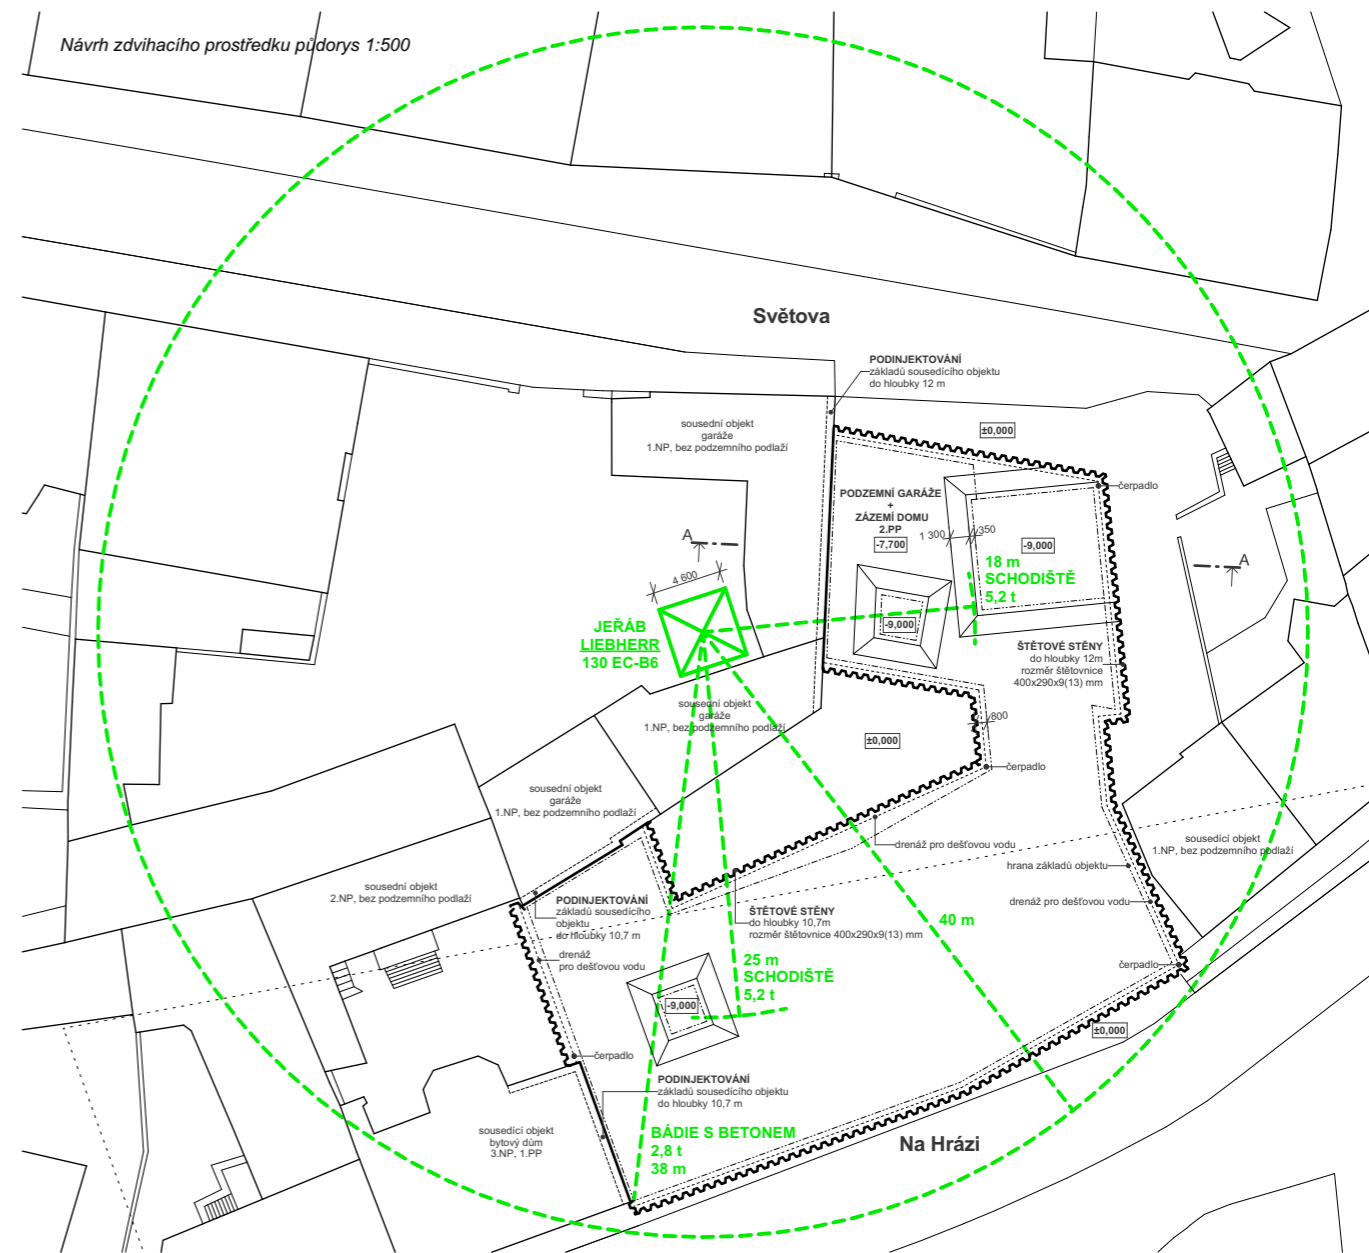 Návrh zdvihacího prostředku půdorys 1:500
Světova
PODINJEKTOVÁNÍ
základů sousedícího objektu
do hloubky 12 m
sousední objekt
garáže
1.NP, bez podzemního podlaží
±0,000
čerpadlo
PODZEMNÍ GARÁŽE
+
ZÁZEMÍ DOMU
2.PP
-7,700
1 300
350
-9,000
A
A
18 m
SCHODIŠTĚ
5,2 t
4 600
JEŘÁB
LIEBHERR
130 EC-B6
-9,000
ŠTĚTOVÉ STĚNY
do hloubky 12m
rozměr štětovnice
400x290x9(13) mm
sousední objekt
garáže
1.NP, bez podzemního podlaží
800
±0,000
čerpadlo
sousední objekt
garáže
1.NP, bez podzemního podlaží
drenáž pro dešťovou vodu
sousedící objekt
1.NP, bez podzemního podlaží
hrana základů objektu
sousední objekt
2.NP, bez podzemního podlaží
drenáž pro dešťovou vodu
PODINJEKTOVÁNÍ
základů sousedícího
objektu
do hloubky 10,7 m
ŠTĚTOVÉ STĚNY
do hloubky 10,7m
rozměr štětovnice 400x290x9(13) mm
40 m
drenáž
pro dešťovou vodu
25 m
SCHODIŠTĚ
5,2 t
čerpadlo
-9,000
±0,000
čerpadlo
PODINJEKTOVÁNÍ
základů sousedícího objektu
do hloubky 10,7 m
sousedící objekt
bytový dům
3.NP, 1.PP
BÁDIE S BETONEM
2,8 t
38 m
Na Hrázi